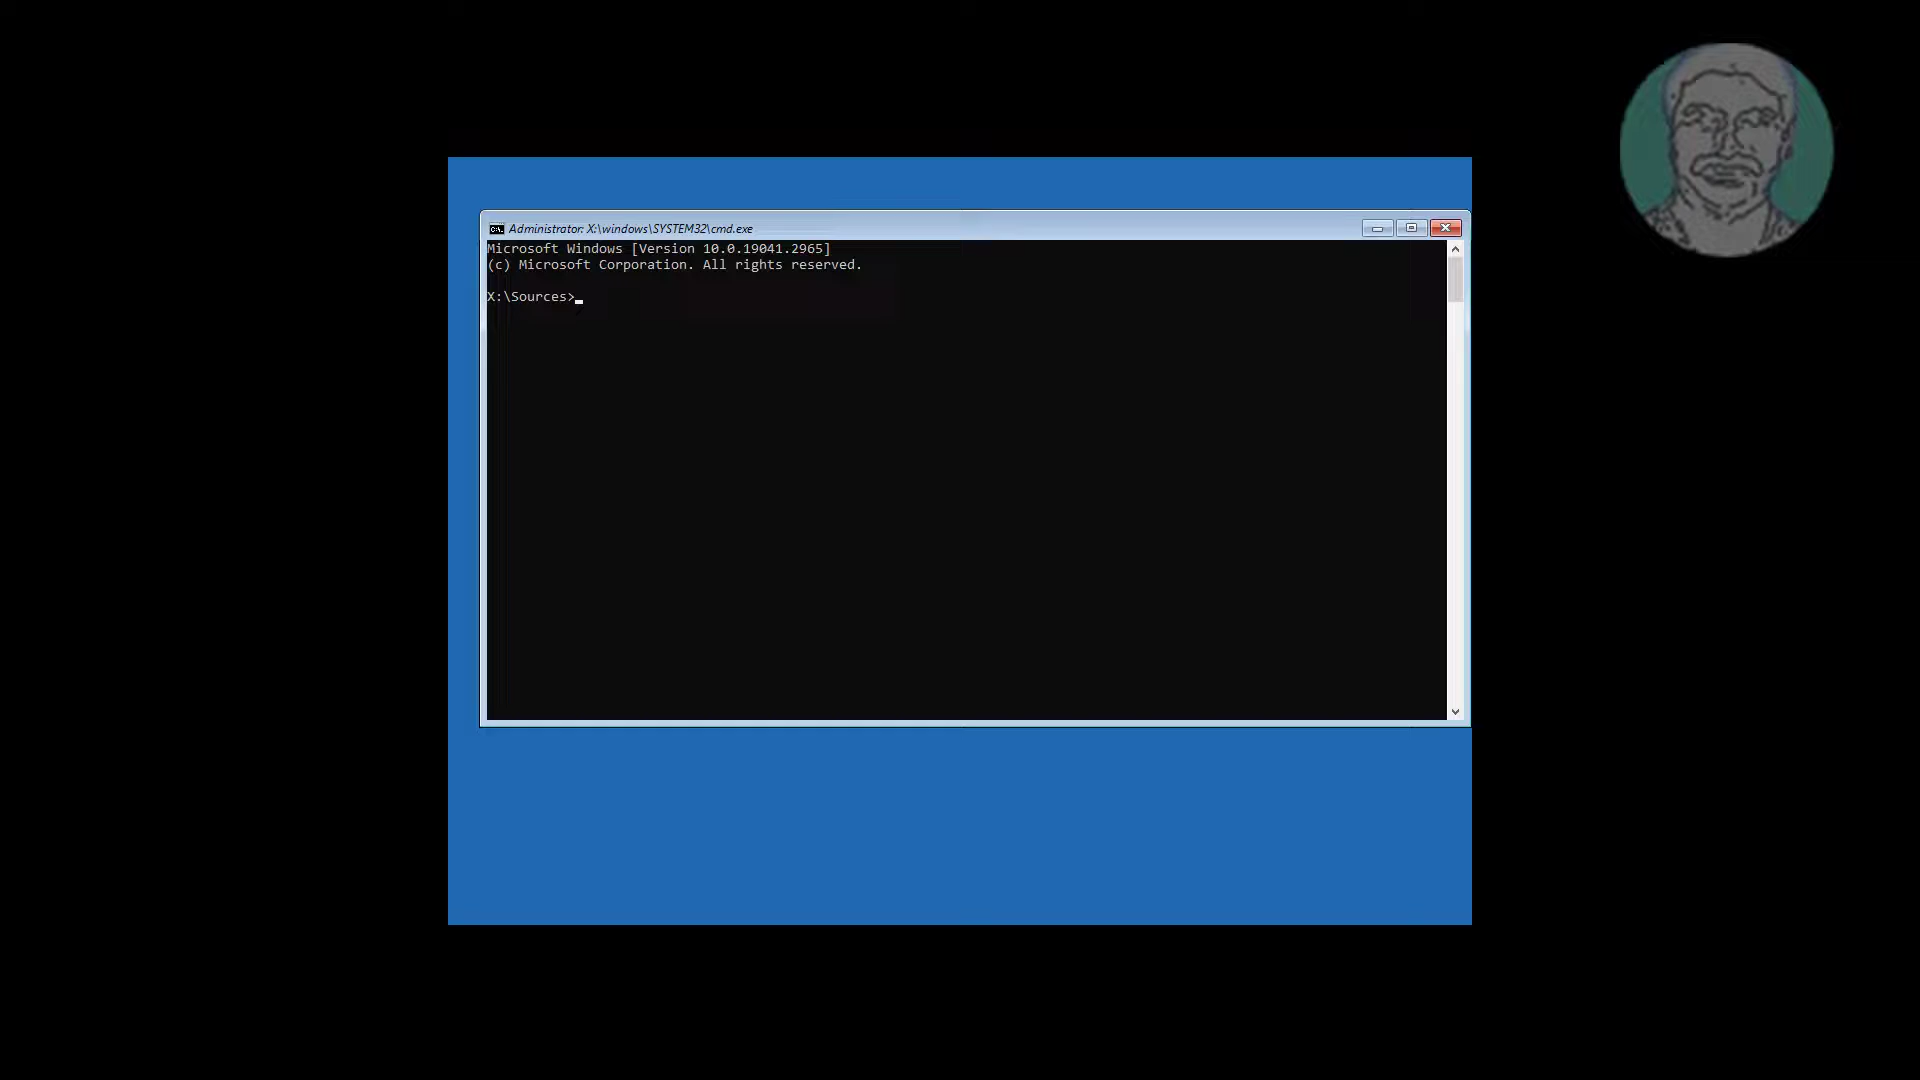 Administrator: X:\windows\SYSTEM32\cmd.exe
Microsoft Windows [Version 10.0.19041.2965]
(c) Microsoft Corporation. All rights reserved.
X:\Sources>